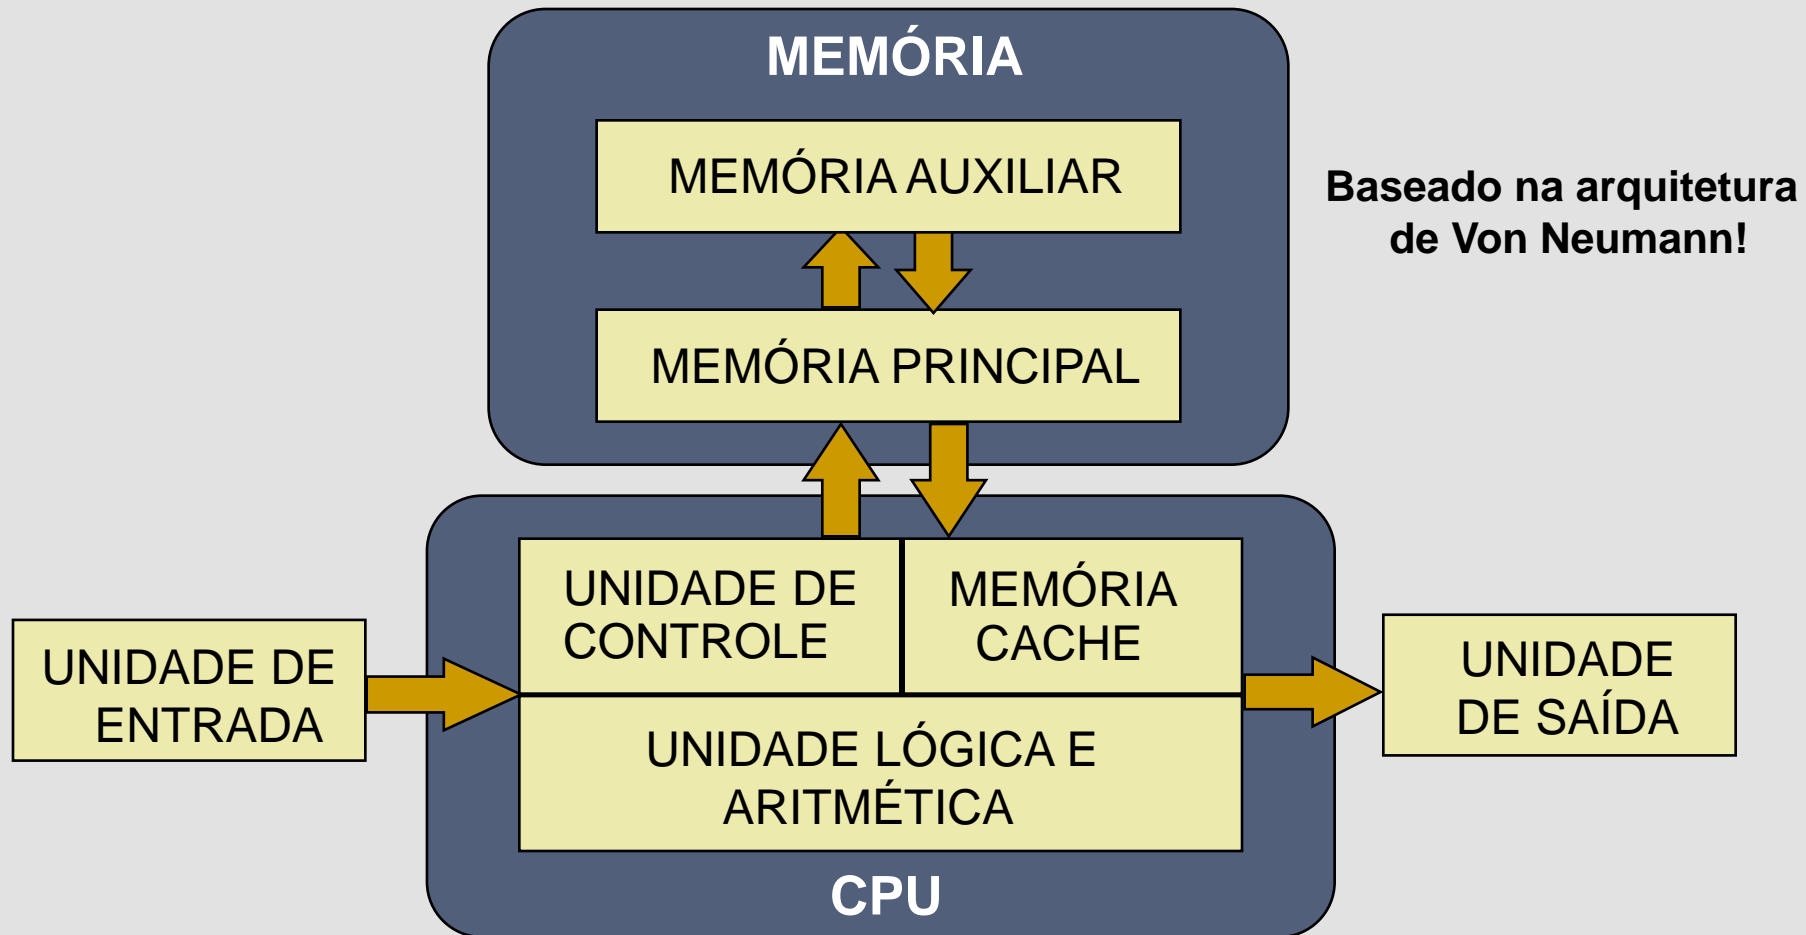 MEMÓRIA
MEMÓRIA AUXILIAR
Baseado na arquitetura
de Von Neumann!
MEMÓRIA PRINCIPAL
UNIDADE DE
ENTRADA
UNIDADE DE
CONTROLE
MEMÓRIA
CACHE
UNIDADE LÓGICA E
ARITMÉTICA
CPU
UNIDADE
DE SAÍDA